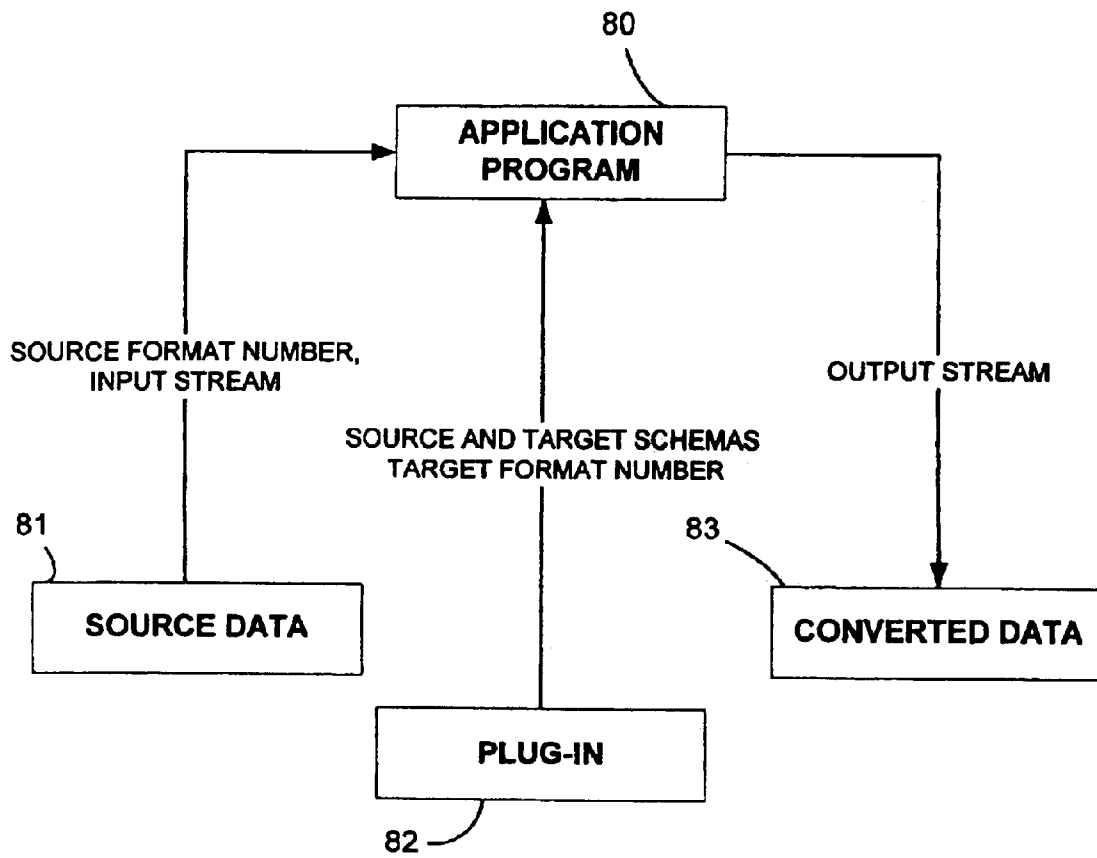 80
APPLICATION
PROGRAM
SOURCE FORMAT NUMBER,
INPUT STREAM
OUTPUT STREAM
SOURCE AND TARGET SCHEMAS
TARGET FORMAT NUMBER
81
83
SOURCE DATA
CONVERTED DATA
PLUG-IN
82